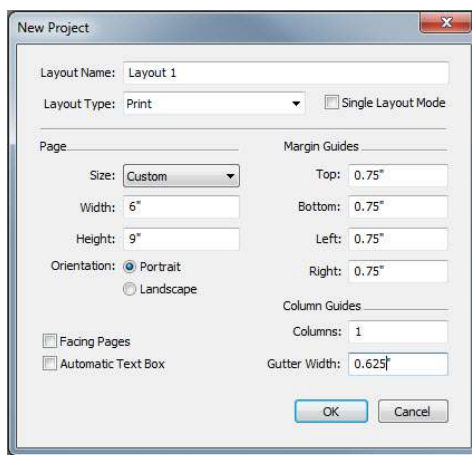 New Project
Layout Name: Layout 1
Layout Type: Print
Single Layout Mode
Page
Size: Custom
Width: 6"
Height: 9"
Orientation: Portrait
Landscape
Facing Pages
Automatic Text Box
Margin Guides
Top: 0.75"
Bottom: 0.75"
Left: 0.75"
Right: 0.75"
Column Guides
Columns: 1
Gutter Width: 0.625"
OK
Cancel